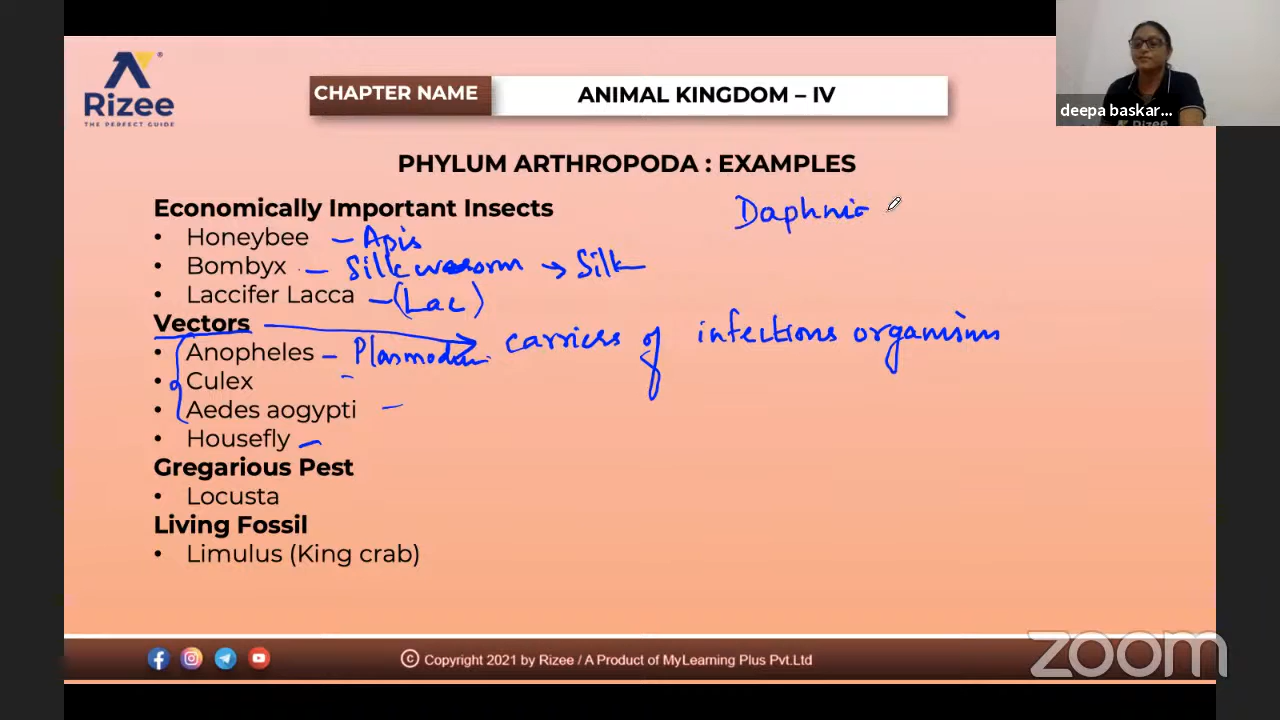 Rizee
THE PERFECT GUIDE
CHAPTER NAME
ANIMAL KINGDOM – IV
deepa baskar...
Rizee
PHYLUM ARTHROPODA : EXAMPLES
Economically Important Insects
Daphnia
• Honeybee – Apis
• Bombyx – Silkworm → Silk
• Laccifer Lacca – (Lac)
Vectors → carriers of infectious organisms
• Anopheles – Plasmodium
• Culex –
• Aedes aogypti –
• Housefly –
Gregarious Pest
• Locusta
Living Fossil
• Limulus (King crab)
© Copyright 2021 by Rizee / A Product of MyLearning Plus Pvt.Ltd
zoom